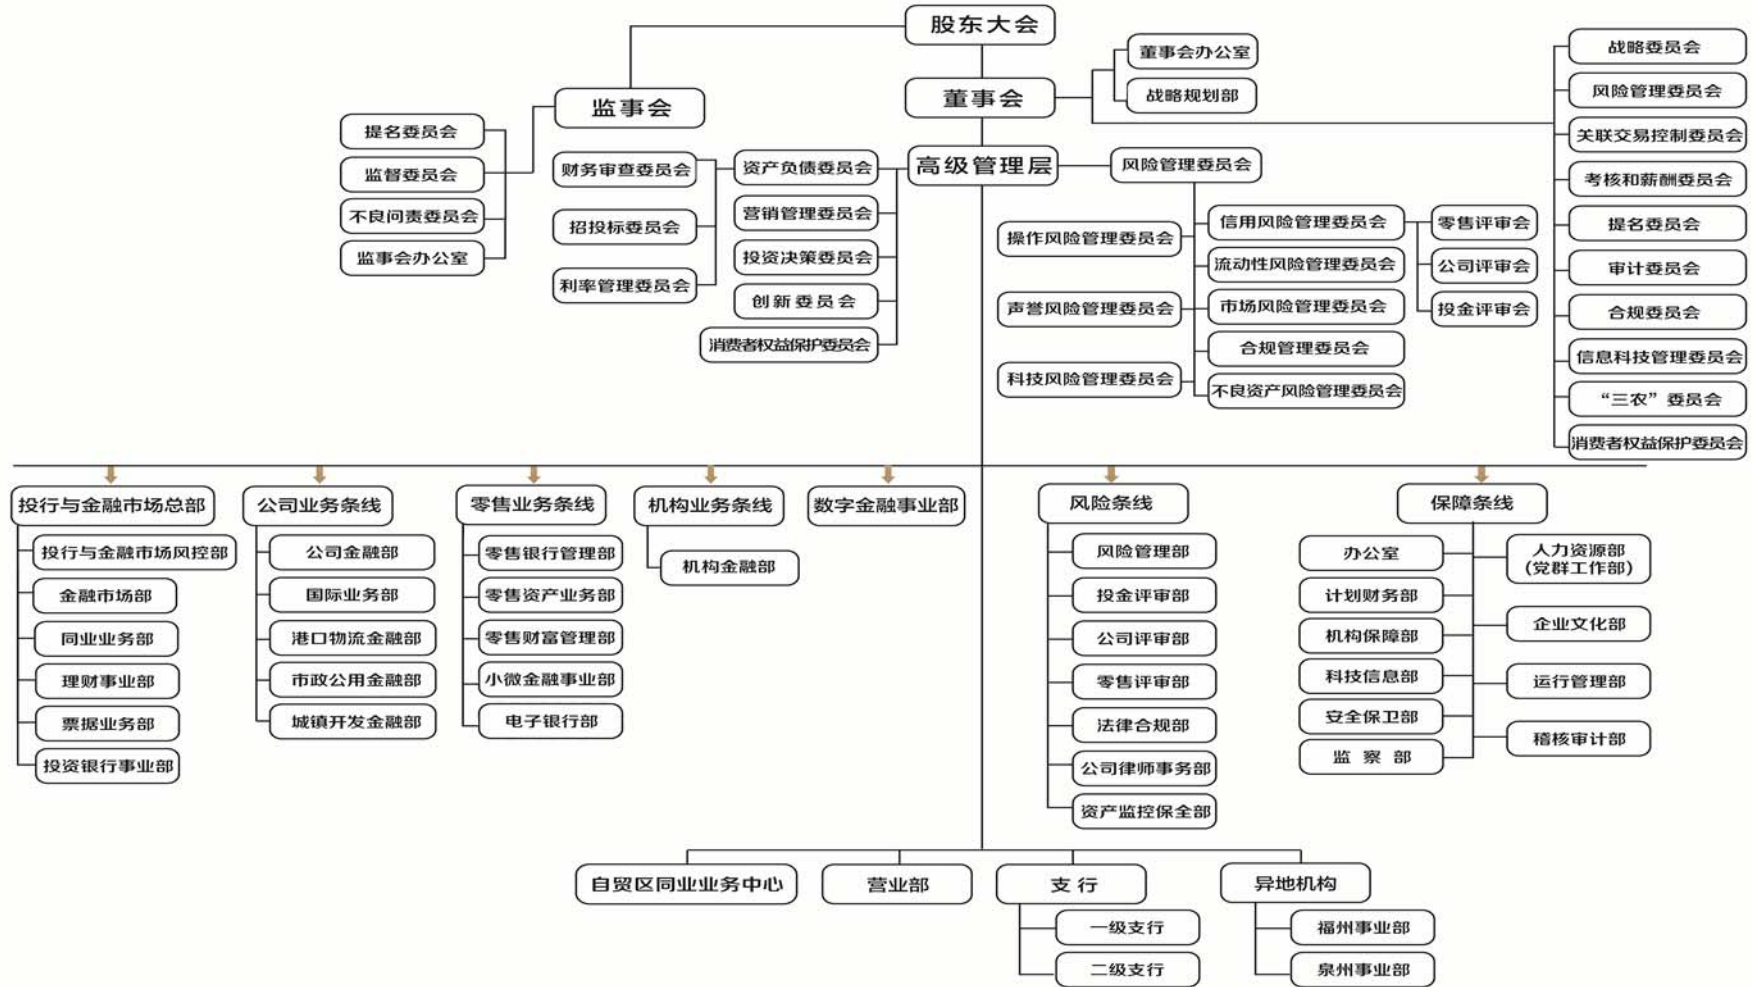 股东大会
监事会
董事会
高级管理层
董事会办公室
战略规划部
战略委员会
风险管理委员会
关联交易控制委员会
考核和薪酬委员会
提名委员会
审计委员会
合规委员会
信息科技管理委员会
“三农”委员会
消费者权益保护委员会
提名委员会
监督委员会
不良问责委员会
监事会办公室
财务审查委员会
招投标委员会
利率管理委员会
资产负债委员会
营销管理委员会
投资决策委员会
创新委员会
消费者权益保护委员会
风险管理委员会
操作风险管理委员会
声誉风险管理委员会
科技风险管理委员会
信用风险管理委员会
流动性风险管理委员会
市场风险管理委员会
合规管理委员会
不良资产风险管理委员会
零售评审会
公司评审会
投金评审会
投行与金融市场总部
投行与金融市场风控部
金融市场部
同业业务部
理财事业部
票据业务部
投资银行事业部
公司业务条线
公司金融部
国际业务部
港口物流金融部
市政公用金融部
城镇开发金融部
零售业务条线
零售银行管理部
零售资产业务部
零售财富管理部
小微金融事业部
电子银行部
机构业务条线
机构金融部
数字金融事业部
风险条线
风险管理部
投金评审部
公司评审部
零售评审部
法律合规部
公司律师事务部
资产监控保全部
保障条线
办公室
计划财务部
机构保障部
科技信息部
安全保卫部
监 察 部
人力资源部
(党群工作部)
企业文化部
运行管理部
稽核审计部
自贸区同业业务中心
营业部
支 行
一级支行
二级支行
异地机构
福州事业部
泉州事业部